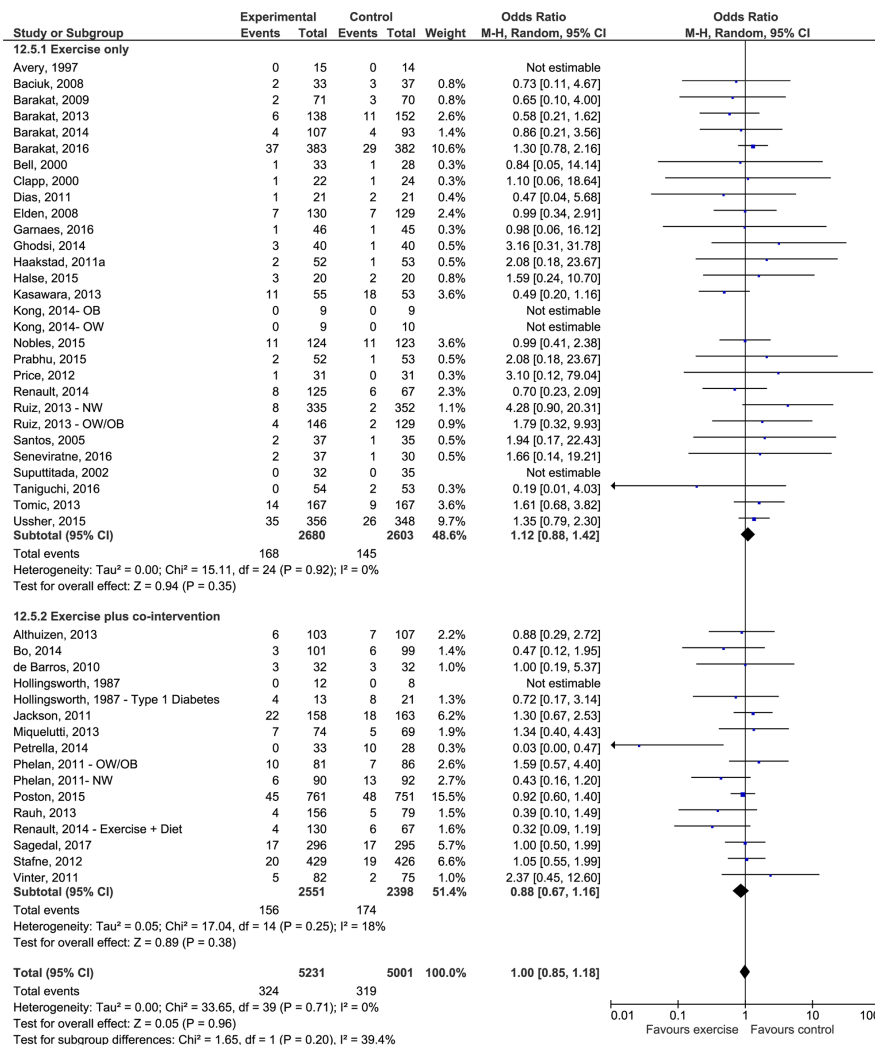 Experimental Control Odds Ratio Odds Ratio
Study or Subgroup Events Total Events Total Weight M-H, Random, 95% CI M-H, Random, 95% CI
12.5.1 Exercise only
Avery, 1997 0 15 0 14 Not estimable
Baciuk, 2008 2 33 3 37 0.8% 0.73 [0.11, 4.67]
Barakat, 2009 2 71 3 70 0.8% 0.65 [0.10, 4.00]
Barakat, 2013 6 138 11 152 2.6% 0.58 [0.21, 1.62]
Barakat, 2014 4 107 4 93 1.4% 0.86 [0.21, 3.56]
Barakat, 2016 37 383 29 382 10.6% 1.30 [0.78, 2.16]
Bell, 2000 1 33 1 28 0.3% 0.84 [0.05, 14.14]
Clapp, 2000 1 22 1 24 0.3% 1.10 [0.06, 18.64]
Dias, 2011 1 21 2 21 0.4% 0.47 [0.04, 5.68]
Elden, 2008 7 130 7 129 2.4% 0.99 [0.34, 2.91]
Garnaes, 2016 1 46 1 45 0.3% 0.98 [0.06, 16.12]
Ghodsi, 2014 3 40 1 40 0.5% 3.16 [0.31, 31.78]
Haakstad, 2011a 2 52 1 53 0.5% 2.08 [0.18, 23.67]
Halse, 2015 3 20 2 20 0.8% 1.59 [0.24, 10.70]
Kasawara, 2013 11 55 18 53 3.6% 0.49 [0.20, 1.16]
Kong, 2014- OB 0 9 0 9 Not estimable
Kong, 2014- OW 0 9 0 10 Not estimable
Nobles, 2015 11 124 11 123 3.6% 0.99 [0.41, 2.38]
Prabhu, 2015 2 52 1 53 0.5% 2.08 [0.18, 23.67]
Price, 2012 1 31 0 31 0.3% 3.10 [0.12, 79.04]
Renault, 2014 8 125 6 67 2.3% 0.70 [0.23, 2.09]
Ruiz, 2013 - NW 8 335 2 352 1.1% 4.28 [0.90, 20.31]
Ruiz, 2013 - OW/OB 4 146 2 129 0.9% 1.79 [0.32, 9.93]
Santos, 2005 2 37 1 35 0.5% 1.94 [0.17, 22.43]
Seneviratne, 2016 2 37 1 30 0.5% 1.66 [0.14, 19.21]
Suputtitada, 2002 0 32 0 35 Not estimable
Taniguchi, 2016 0 54 2 53 0.3% 0.19 [0.01, 4.03]
Tomic, 2013 14 167 9 167 3.6% 1.61 [0.68, 3.82]
Ussher, 2015 35 356 26 348 9.7% 1.35 [0.79, 2.30]
Subtotal (95% CI) 2680 2603 48.6% 1.12 [0.88, 1.42]
Total events 168 145
Heterogeneity: Tau² = 0.00; Chi² = 15.11, df = 24 (P = 0.92); I² = 0%
Test for overall effect: Z = 0.94 (P = 0.35)
12.5.2 Exercise plus co-intervention
Althuizen, 2013 6 103 7 107 2.2% 0.88 [0.29, 2.72]
Bo, 2014 3 101 6 99 1.4% 0.47 [0.12, 1.95]
de Barros, 2010 3 32 3 32 1.0% 1.00 [0.19, 5.37]
Hollingsworth, 1987 0 12 0 8 Not estimable
Hollingsworth, 1987 - Type 1 Diabetes 4 13 8 21 1.3% 0.72 [0.17, 3.14]
Jackson, 2011 22 158 18 163 6.2% 1.30 [0.67, 2.53]
Miquelutti, 2013 7 74 5 69 1.9% 1.34 [0.40, 4.43]
Petrella, 2014 0 33 10 28 0.3% 0.03 [0.00, 0.47]
Phelan, 2011 - OW/OB 10 81 7 86 2.6% 1.59 [0.57, 4.40]
Phelan, 2011- NW 6 90 13 92 2.7% 0.43 [0.16, 1.20]
Poston, 2015 45 761 48 751 15.5% 0.92 [0.60, 1.40]
Rauh, 2013 4 156 5 79 1.5% 0.39 [0.10, 1.49]
Renault, 2014 - Exercise + Diet 4 130 6 67 1.6% 0.32 [0.09, 1.19]
Sagedal, 2017 17 296 17 295 5.7% 1.00 [0.50, 1.99]
Stafne, 2012 20 429 19 426 6.6% 1.05 [0.55, 1.99]
Vinter, 2011 5 82 2 75 1.0% 2.37 [0.45, 12.60]
Subtotal (95% CI) 2551 2398 51.4% 0.88 [0.67, 1.16]
Total events 156 174
Heterogeneity: Tau² = 0.05; Chi² = 17.04, df = 14 (P = 0.25); I² = 18%
Test for overall effect: Z = 0.89 (P = 0.38)
Total (95% CI) 5231 5001 100.0% 1.00 [0.85, 1.18]
Total events 324 319
Heterogeneity: Tau² = 0.00; Chi² = 33.65, df = 39 (P = 0.71); I² = 0%
Test for overall effect: Z = 0.05 (P = 0.96)
Test for subgroup differences: Chi² = 1.65, df = 1 (P = 0.20), I² = 39.4%
0.01 0.1 1 10 100
Favours exercise Favours control